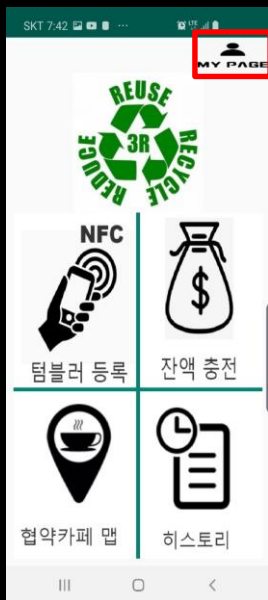 SKT 7:42
MY PAGE
REUSE
REDUCE
3R
RECYCLE
NFC
$
텀블러 등록
잔액 충전
협약카페 맵
히스토리